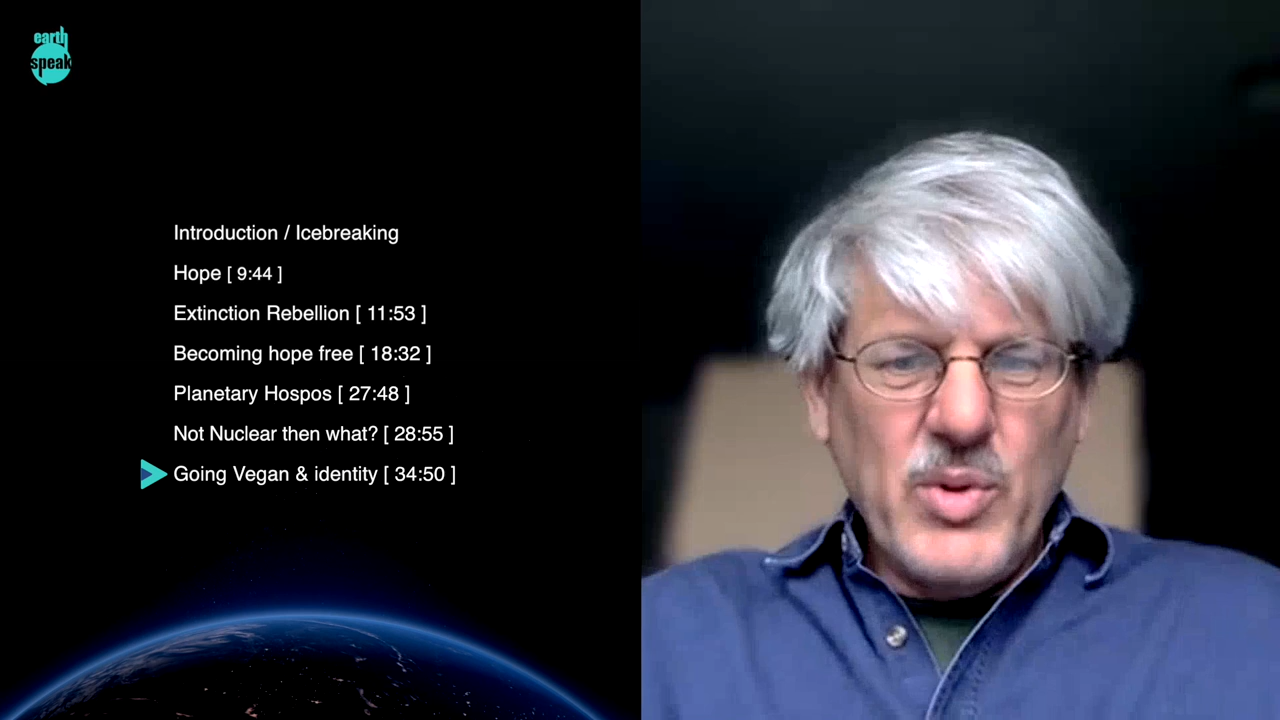 earth
speak
Introduction / Icebreaking
Hope [ 9:44 ]
Extinction Rebellion [ 11:53 ]
Becoming hope free [ 18:32 ]
Planetary Hospos [ 27:48 ]
Not Nuclear then what? [ 28:55 ]
Going Vegan & identity [ 34:50 ]